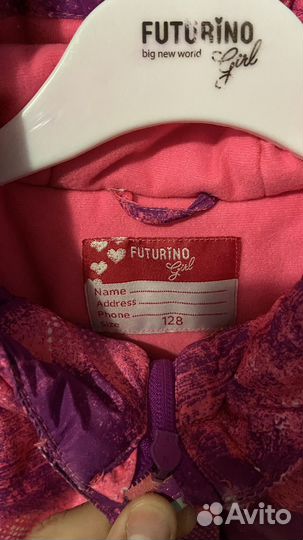 FUTURINO
big new world Girl
FUTURINO
Girl
Name
Address
Phone
Size 128
Avito